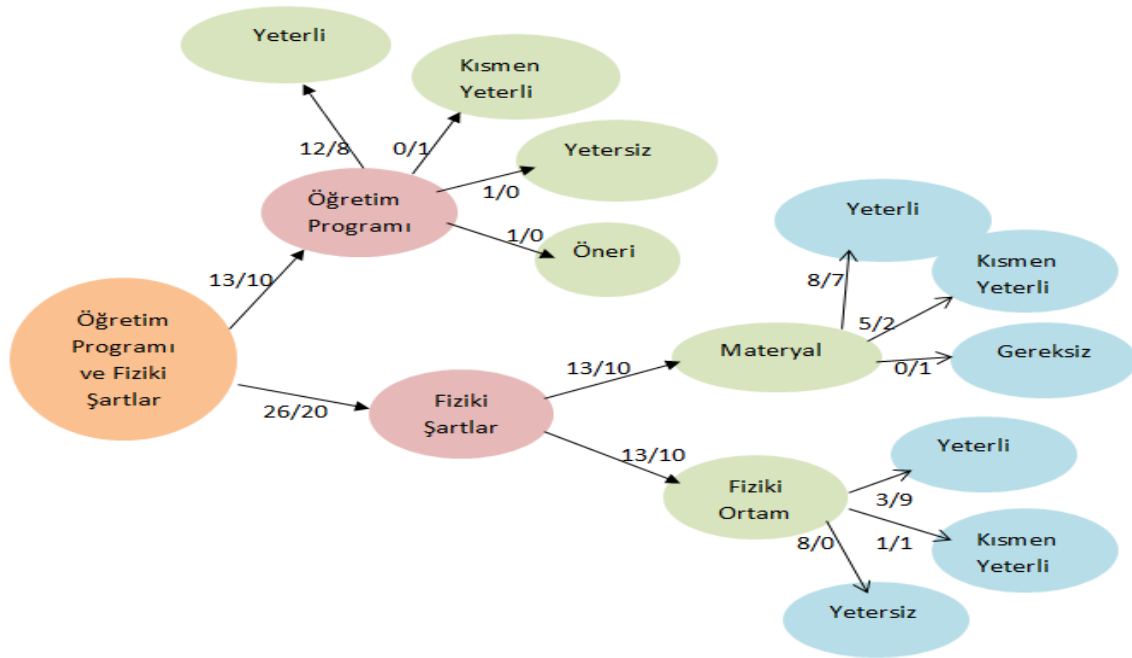 Yeterli
Kısmen
Yeterli
12/8
0/1
Yetersiz
1/0
Öğretim
Programı
1/0
Öneri
13/10
Öğretim
Programı
ve Fiziki
Şartlar
26/20
Fiziki
Şartlar
13/10
Materyal
Yeterli
8/7
Kısmen
Yeterli
5/2
Gereksiz
0/1
13/10
Fiziki
Ortam
Yeterli
3/9
Kısmen
Yeterli
1/1
8/0
Yetersiz